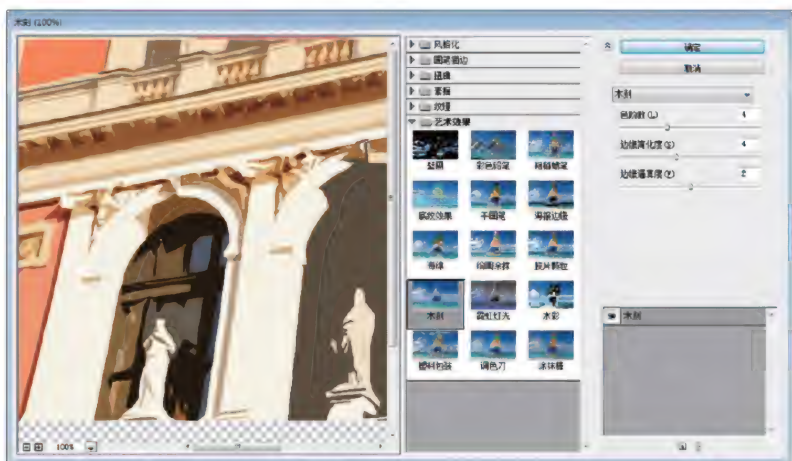 木刻 (100%)
风格化
画笔描边
扭曲
素描
纹理
艺术效果
壁画 彩色铅笔 粗糙蜡笔
底纹效果 干画笔 海报边缘
海绵 绘画涂抹 胶片颗粒
木刻 霓虹灯光 水彩
塑料包装 调色刀 涂抹棒
100%
确定
取消
木刻
色阶数(L) 4
边缘简化度(S) 4
边缘逼真度(F) 2
木刻